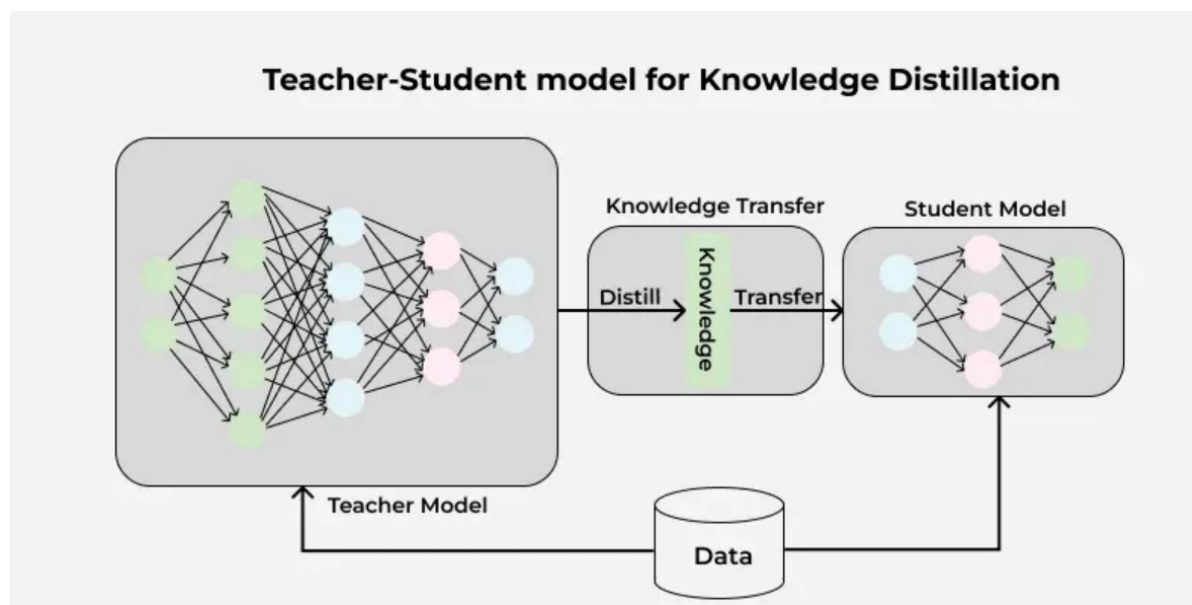 Teacher-Student model for Knowledge Distillation
Knowledge Transfer
Student Model
Distill
Knowledge
Transfer
Teacher Model
Data